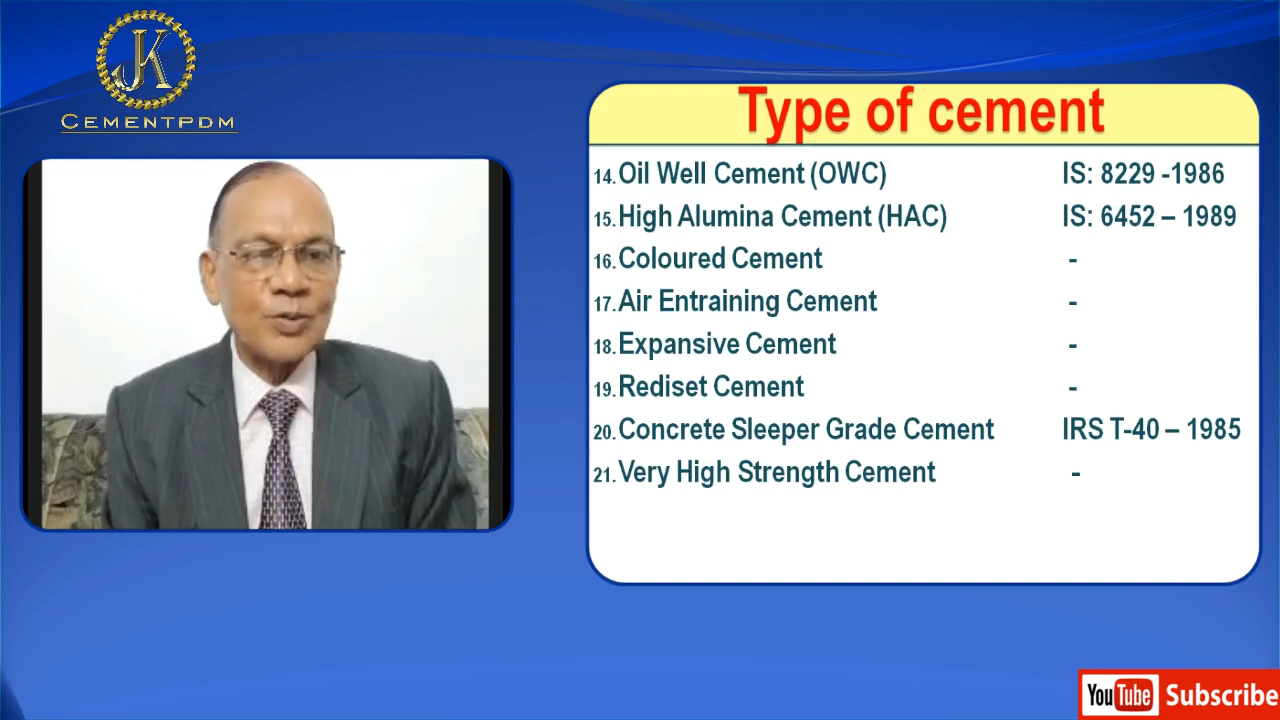 JK
CEMENTPDM
Type of cement
14. Oil Well Cement (OWC) IS: 8229 -1986
15. High Alumina Cement (HAC) IS: 6452 – 1989
16. Coloured Cement -
17. Air Entraining Cement -
18. Expansive Cement -
19. Rediset Cement -
20. Concrete Sleeper Grade Cement IRS T-40 – 1985
21. Very High Strength Cement -
YouTube Subscribe